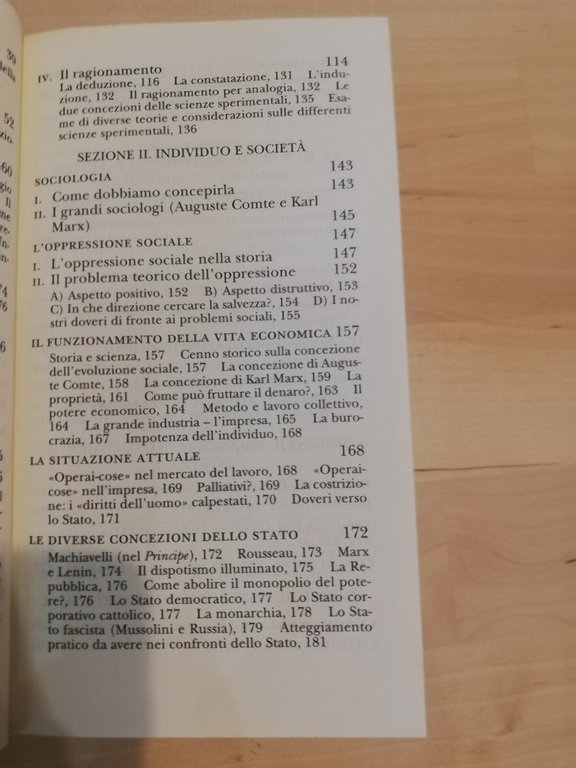 30
della
52
zio,
60
gio
Il
74
76
6
IV. Il ragionamento 114
La deduzione, 116 La constatazione, 131 L'indu-
zione, 132 Il ragionamento per analogia, 132 Le
due concezioni delle scienze sperimentali, 135 Esa-
me di diverse teorie e considerazioni sulle differenti
scienze sperimentali, 136
SEZIONE II. INDIVIDUO E SOCIETÀ
SOCIOLOGIA 143
I. Come dobbiamo concepirla 143
II. I grandi sociologi (Auguste Comte e Karl
Marx) 145
L'OPPRESSIONE SOCIALE 147
I. L'oppressione sociale nella storia 147
II. Il problema teorico dell'oppressione 152
A) Aspetto positivo, 152 B) Aspetto distruttivo, 153
C) In che direzione cercare la salvezza?, 154 D) I no-
stri doveri di fronte ai problemi sociali, 155
IL FUNZIONAMENTO DELLA VITA ECONOMICA 157
Storia e scienza, 157 Cenno storico sulla concezione
dell'evoluzione sociale, 157 La concezione di Augus-
te Comte, 158 La concezione di Karl Marx, 159 La
proprietà, 161 Come può fruttare il denaro?, 163 Il
potere economico, 164 Metodo e lavoro collettivo,
164 La grande industria – l'impresa, 165 La buro-
crazia, 167 Impotenza dell'individuo, 168
LA SITUAZIONE ATTUALE 168
«Operai-cose» nel mercato del lavoro, 168 «Operai-
cose» nell'impresa, 169 Palliativi?, 169 La costrizio-
ne: i «diritti dell'uomo» calpestati, 170 Doveri verso
lo Stato, 171
LE DIVERSE CONCEZIONI DELLO STATO 172
Machiavelli (nel Principe), 172 Rousseau, 173 Marx
e Lenin, 174 Il dispotismo illuminato, 175 La Re-
pubblica, 176 Come abolire il monopolio del pote-
re?, 176 Lo Stato democratico, 177 Lo Stato cor-
porativo cattolico, 177 La monarchia, 178 Lo Sta-
to fascista (Mussolini e Russia), 179 Atteggiamento
pratico da avere nei confronti dello Stato, 181